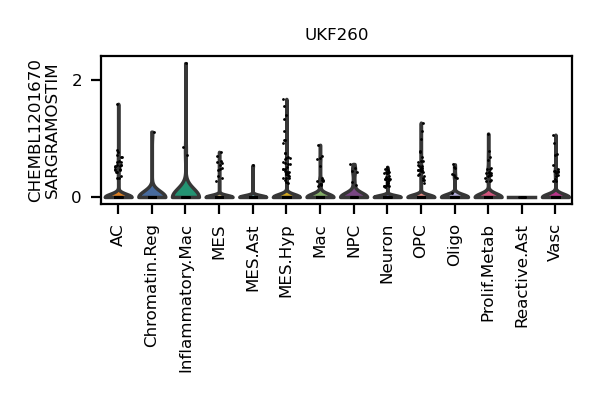 UKF260
CHEMBL1201670
SARGRAMOSTIM
2
0
AC
Chromatin.Reg
Inflammatory.Mac
MES
MES.Ast
MES.Hyp
Mac
NPC
Neuron
OPC
Oligo
Prolif.Metab
Reactive.Ast
Vasc